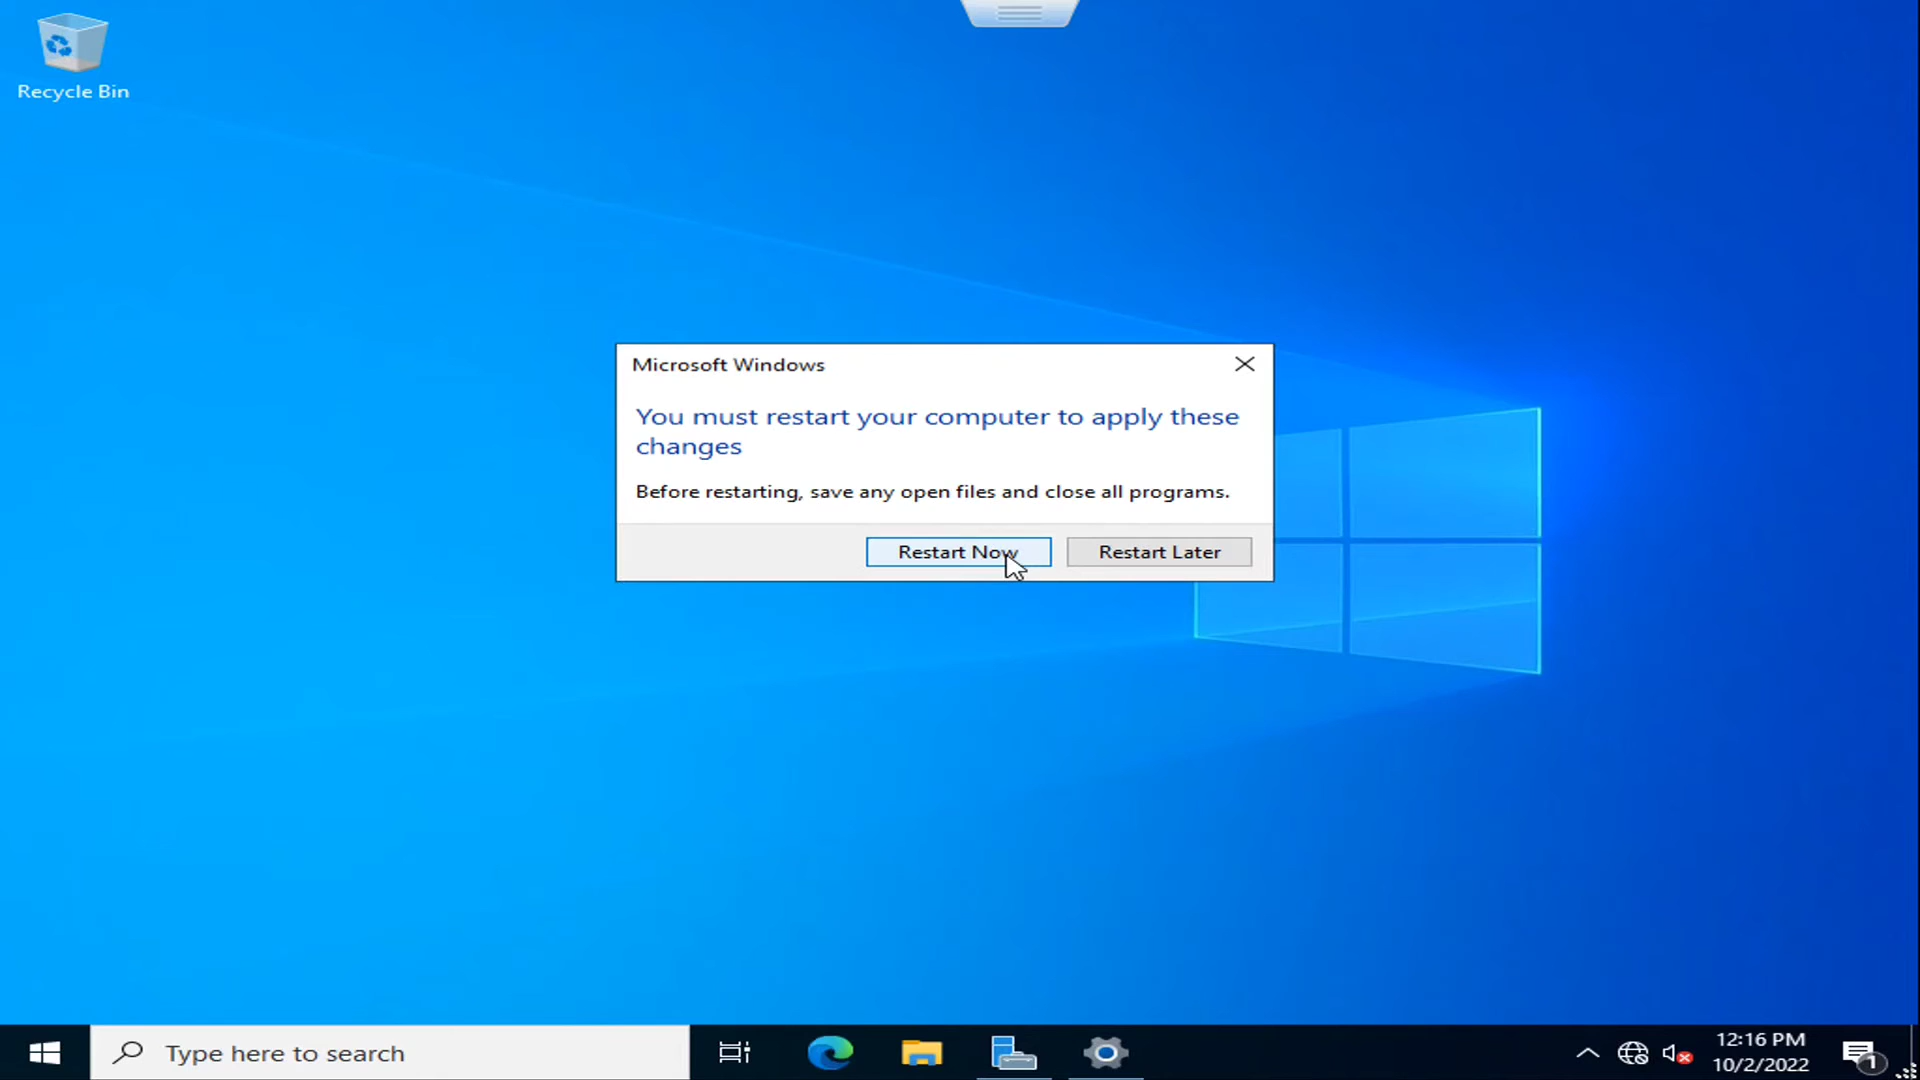 Recycle Bin
Microsoft Windows
You must restart your computer to apply these
changes
Before restarting, save any open files and close all programs.
Restart Now
Restart Later
Type here to search
12:16 PM
10/2/2022
1